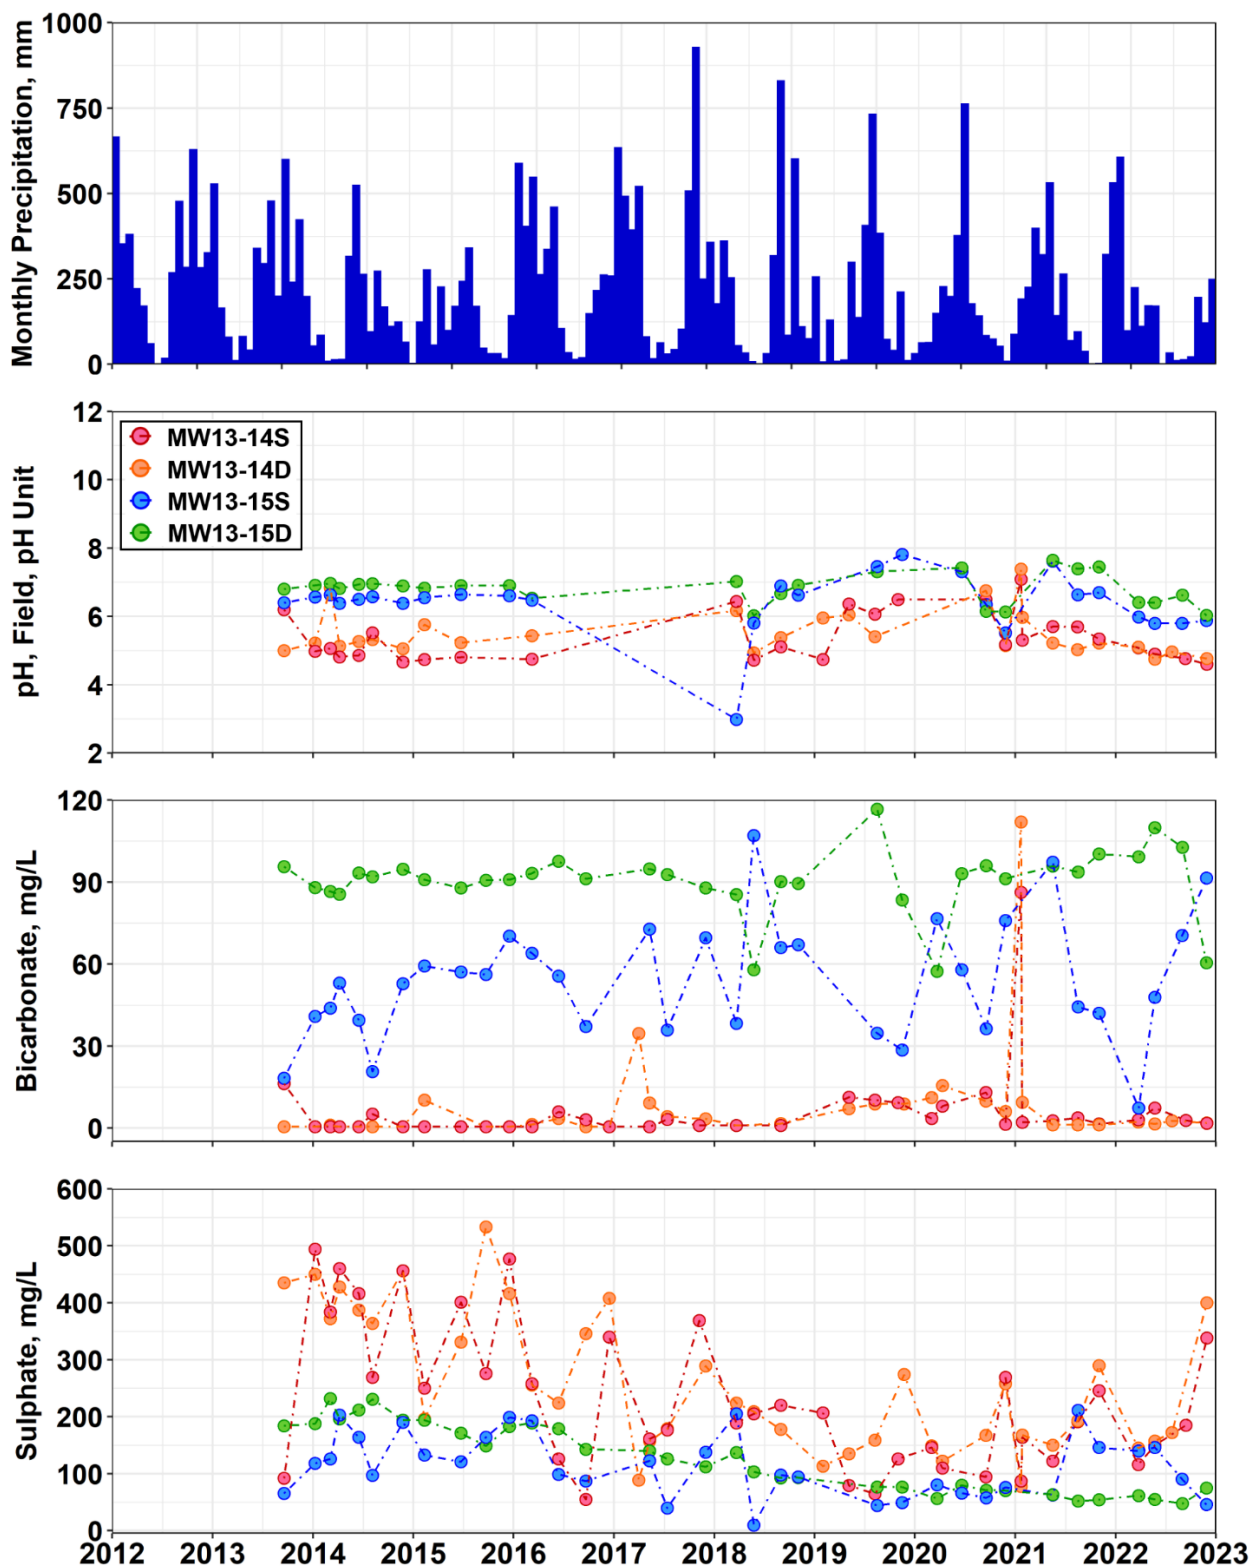 Monthly Precipitation, mm
1000
750
500
250
0
pH, Field, pH Unit
12
10
8
6
4
2
MW13-14S
MW13-14D
MW13-15S
MW13-15D
Bicarbonate, mg/L
120
90
60
30
0
Sulphate, mg/L
600
500
400
300
200
100
0
2012 2013 2014 2015 2016 2017 2018 2019 2020 2021 2022 2023